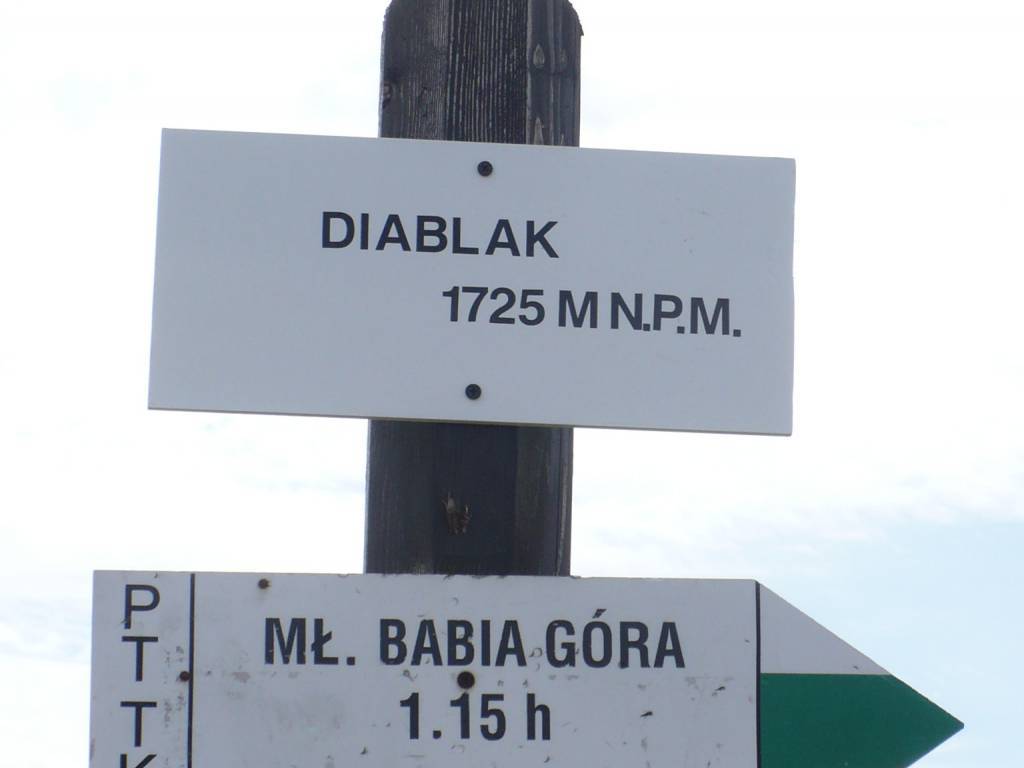 DIABLAK
1725 M N.P.M.
PTTK
MŁ. BABIA GÓRA
1.15 h